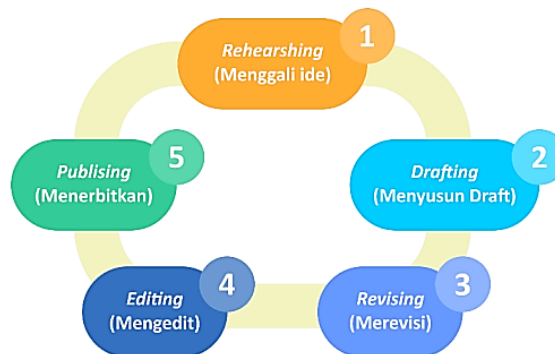 Rehearshing
(Menggali ide)
1
Drafting
(Menyusun Draft)
2
Revising
(Merevisi)
3
Editing
(Mengedit)
4
Publising
(Menerbitkan)
5